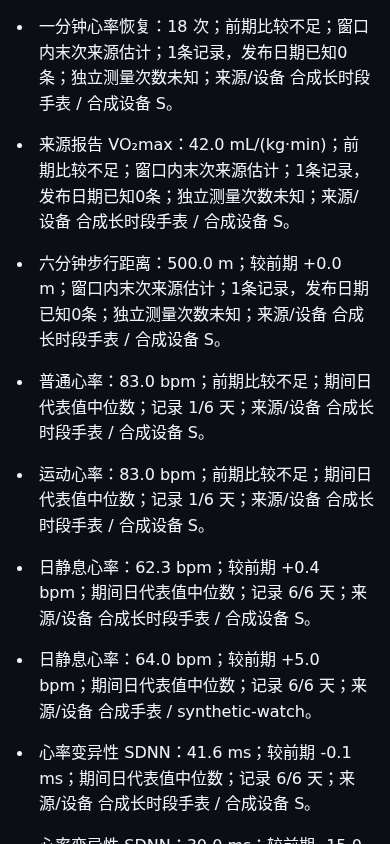 • 一分钟心率恢复：18 次；前期比较不足；窗口
内末次来源估计；1条记录，发布日期已知0
条；独立测量次数未知；来源/设备 合成长时段
手表 / 合成设备 S。
• 来源报告 VO₂max：42.0 mL/(kg·min)；前
期比较不足；窗口内末次来源估计；1条记录，
发布日期已知0条；独立测量次数未知；来源/
设备 合成长时段手表 / 合成设备 S。
• 六分钟步行距离：500.0 m；较前期 +0.0
m；窗口内末次来源估计；1条记录，发布日期
已知0条；独立测量次数未知；来源/设备 合成
长时段手表 / 合成设备 S。
• 普通心率：83.0 bpm；前期比较不足；期间日
代表值中位数；记录 1/6 天；来源/设备 合成长
时段手表 / 合成设备 S。
• 运动心率：83.0 bpm；前期比较不足；期间日
代表值中位数；记录 1/6 天；来源/设备 合成长
时段手表 / 合成设备 S。
• 日静息心率：62.3 bpm；较前期 +0.4
bpm；期间日代表值中位数；记录 6/6 天；来
源/设备 合成长时段手表 / 合成设备 S。
• 日静息心率：64.0 bpm；较前期 +5.0
bpm；期间日代表值中位数；记录 6/6 天；来
源/设备 合成手表 / synthetic-watch。
• 心率变异性 SDNN：41.6 ms；较前期 -0.1
ms；期间日代表值中位数；记录 6/6 天；来
源/设备 合成长时段手表 / 合成设备 S。
• 心率变异性 SDNN：30.0 ms；较前期 -15.0